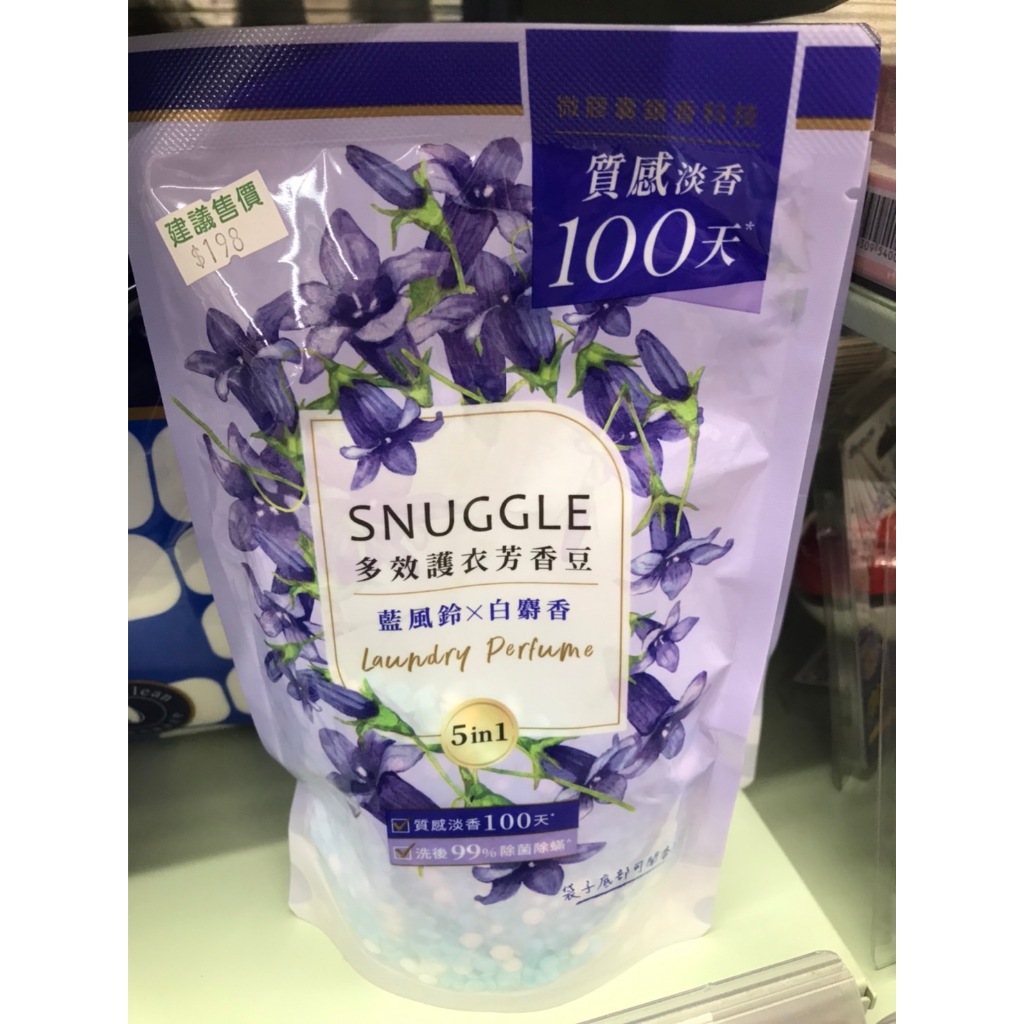 微膠囊鎖香科技
質感淡香
100天*
建議售價
$198
SNUGGLE
多效護衣芳香豆
藍風鈴×白麝香
Laundry Perfume
5in1
質感淡香100天*
洗後99%除菌除蟎^
袋子底部可聞香
lean